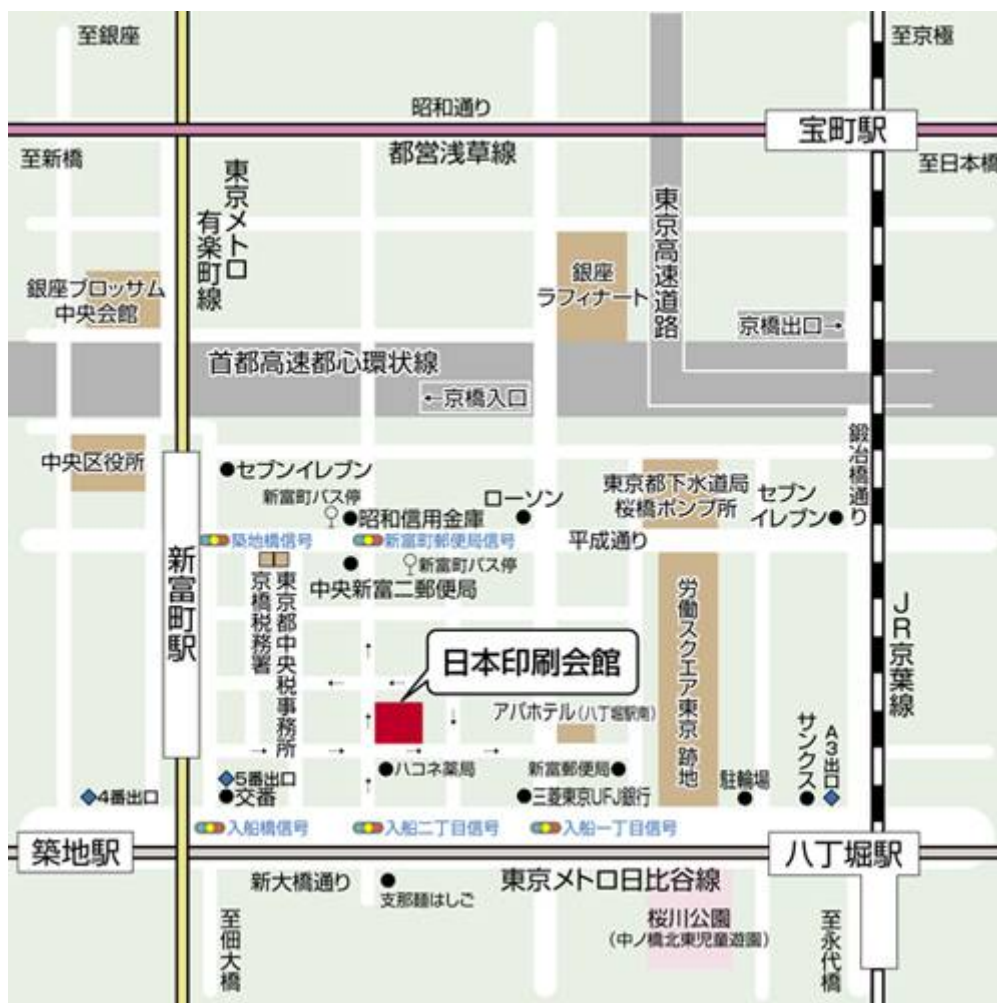 至銀座
至京極
昭和通り
宝町駅
都営浅草線
至新橋
至日本橋
東京メトロ
有楽町線
東京高速道路
銀座
ラフィナート
銀座ブロッサム
中央会館
京橋出口→
首都高速都心環状線
←京橋入口
鍛冶橋通り
中央区役所
セブンイレブン
新富町バス停
昭和信用金庫
ローソン
東京都下水道局
桜橋ポンプ所
セブン
イレブン
築地橋信号
新富町郵便局信号
平成通り
新富町駅
新富町バス停
中央新富二郵便局
東京都中央税事務所
京橋税務署
労働スクエア東京 跡地
JR京葉線
日本印刷会館
アパホテル(八丁堀駅南)
サンクス
A3出口
ハコネ薬局
新富郵便局
駐輪場
5番出口
4番出口
交番
三菱東京UFJ銀行
入船橋信号
入船二丁目信号
入船一丁目信号
築地駅
八丁堀駅
新大橋通り
東京メトロ日比谷線
支那麺はしご
桜川公園
(中ノ橋北東児童遊園)
至佃大橋
至永代橋